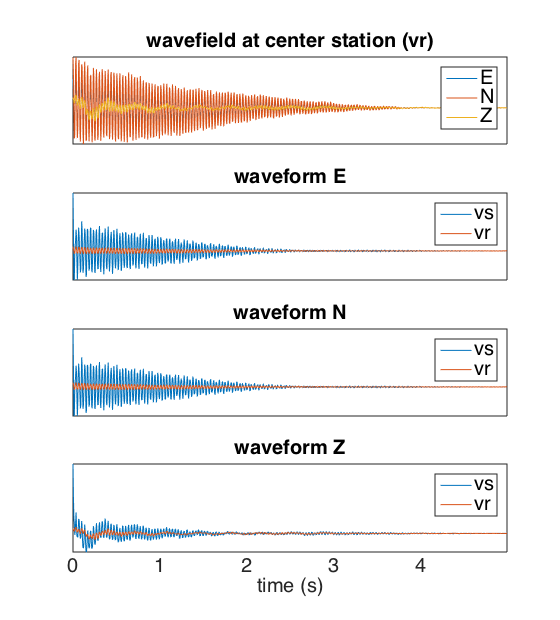 wavefield at center station (vr)
E
N
Z
waveform E
vs
vr
waveform N
vs
vr
waveform Z
vs
vr
0 1 2 3 4
time (s)